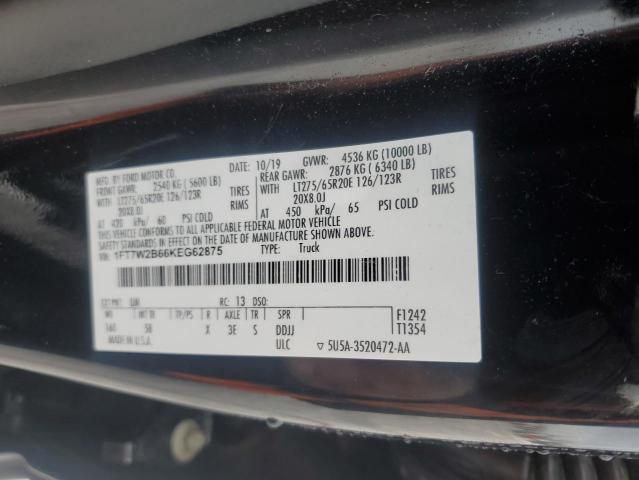 MFD. BY FORD MOTOR CO.
DATE: 10/19 GVWR: 4536 KG (10000 LB)
FRONT GAWR: 2540 KG (5600 LB) REAR GAWR: 2876 KG (6340 LB)
WITH LT275/65R20E 126/123R TIRES WITH LT275/65R20E 126/123R TIRES
20X8.0J RIMS 20X8.0J RIMS
AT 420 kPa/ 60 PSI COLD AT 450 kPa/ 65 PSI COLD
THIS VEHICLE CONFORMS TO ALL APPLICABLE FEDERAL MOTOR VEHICLE
SAFETY STANDARDS IN EFFECT ON THE DATE OF MANUFACTURE SHOWN ABOVE.
VIN: 1FT7W2B66KEG62875 TYPE: Truck
EXT PNT: RC: 13 DSO:
WB R AXLE TR SPR
160 5B X 3E S DDJJ
MADE IN U.S.A. ULC
F1242
T1354
▽ 5U5A-3520472-AA